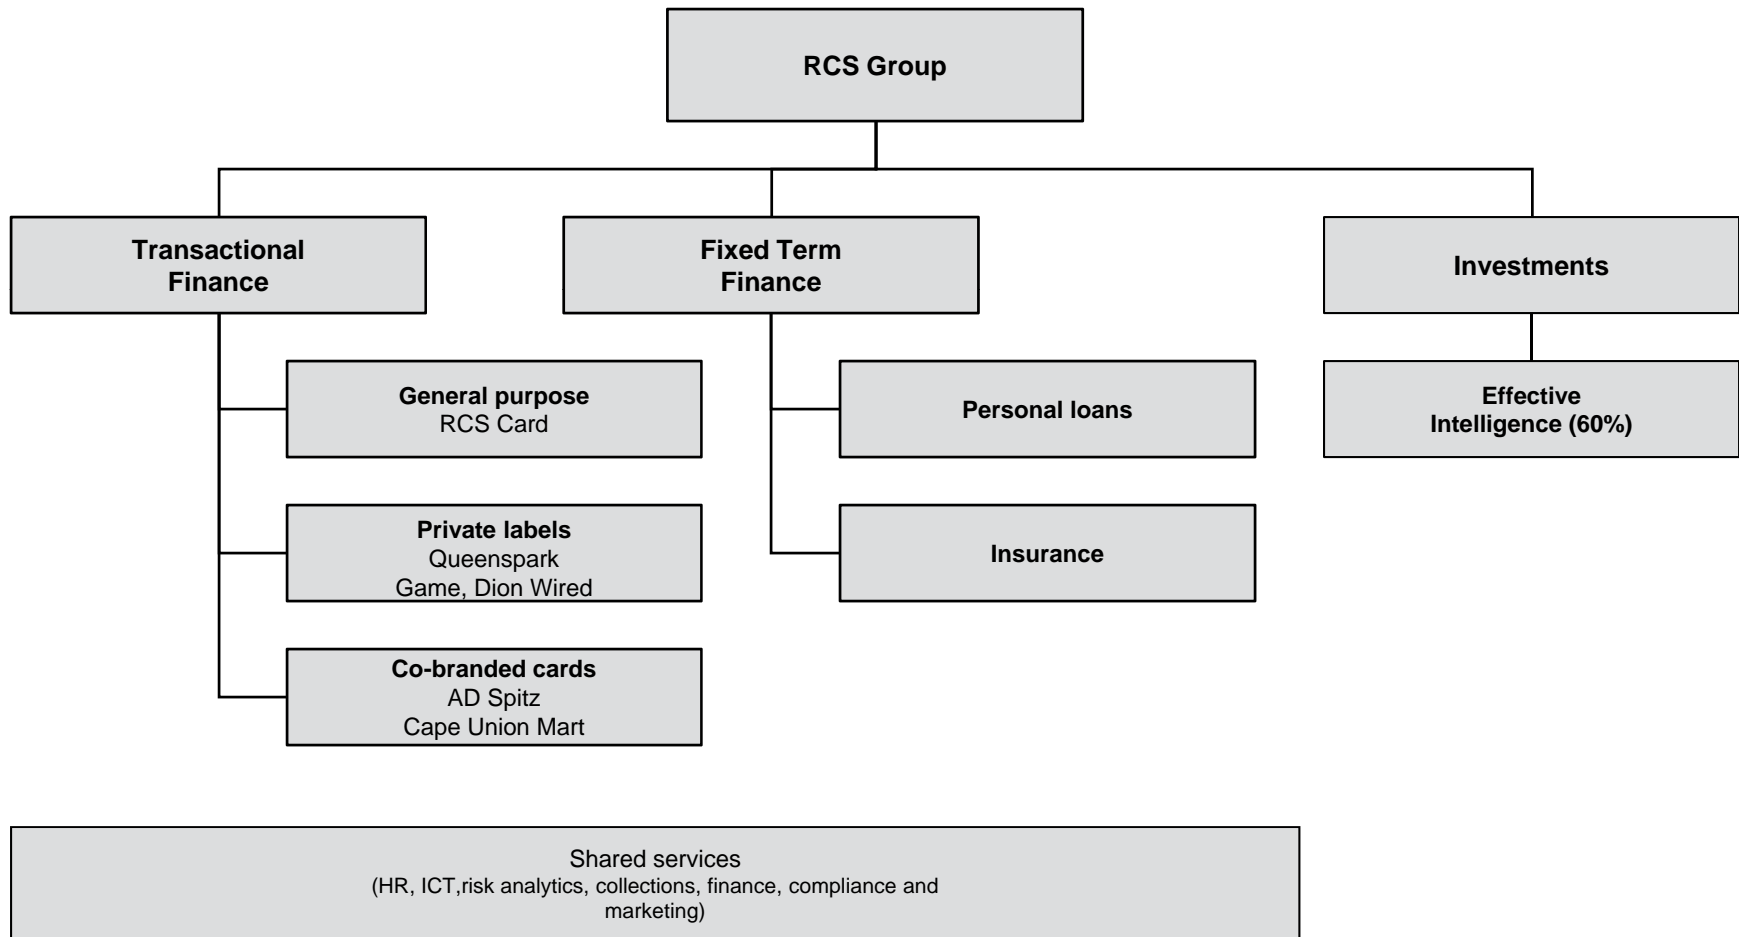 RCS Group
Transactional
Finance
Fixed Term
Finance
Investments
General purpose
RCS Card
Personal loans
Effective
Intelligence (60%)
Private labels
Queenspark
Game, Dion Wired
Insurance
Co-branded cards
AD Spitz
Cape Union Mart
Shared services
(HR, ICT,risk analytics, collections, finance, compliance and
marketing)